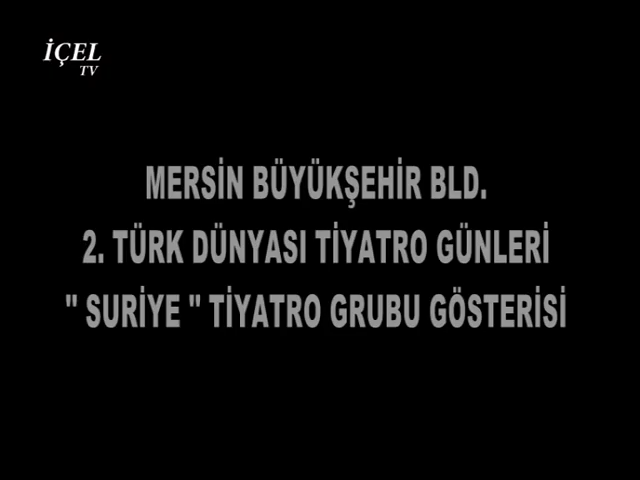 İÇEL
TV
MERSİN BÜYÜKŞEHİR BLD.
2. TÜRK DÜNYASI TİYATRO GÜNLERİ
" SURİYE " TİYATRO GRUBU GÖSTERİSİ